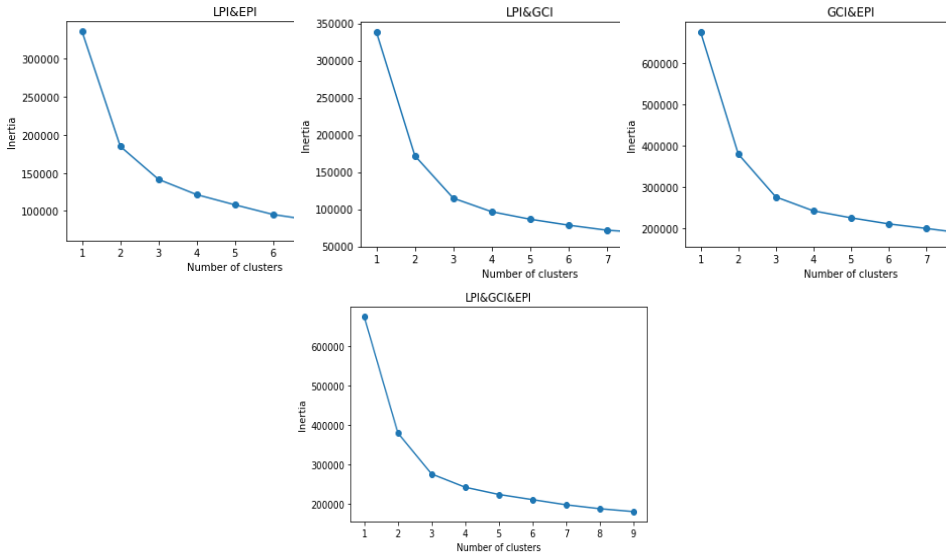 LPI&EPI
300000
250000
200000
150000
100000
Inertia
1 2 3 4 5 6
Number of clusters
LPI&GCI
350000
300000
250000
200000
150000
100000
50000
Inertia
1 2 3 4 5 6 7
Number of clusters
GCI&EPI
600000
500000
400000
300000
200000
Inertia
1 2 3 4 5 6 7
Number of clusters
LPI&GCI&EPI
600000
500000
400000
300000
200000
Inertia
1 2 3 4 5 6 7 8 9
Number of clusters